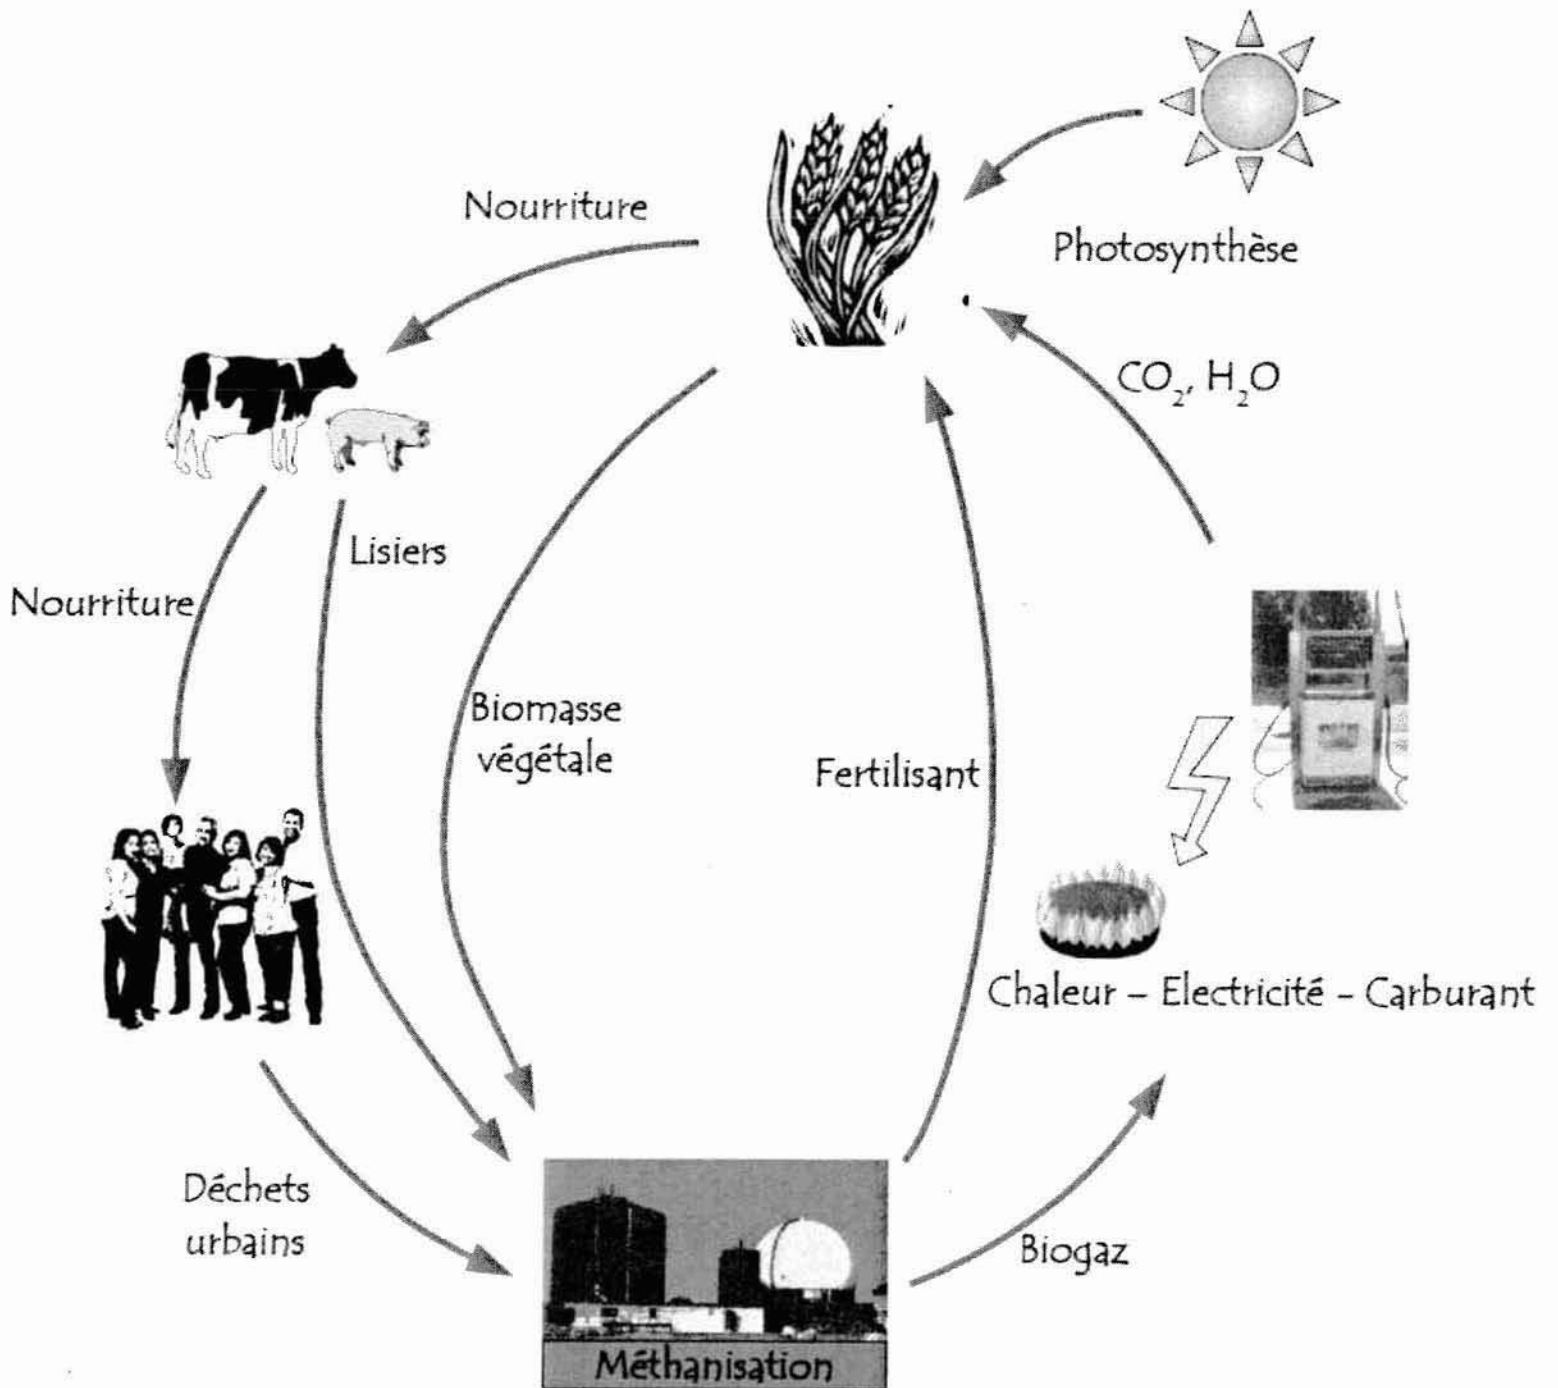 Nourriture
Photosynthèse
CO₂, H₂O
Lisiers
Nourriture
Biomasse
végétale
Fertilisant
Chaleur – Electricité - Carburant
Déchets
urbains
Biogaz
Méthanisation